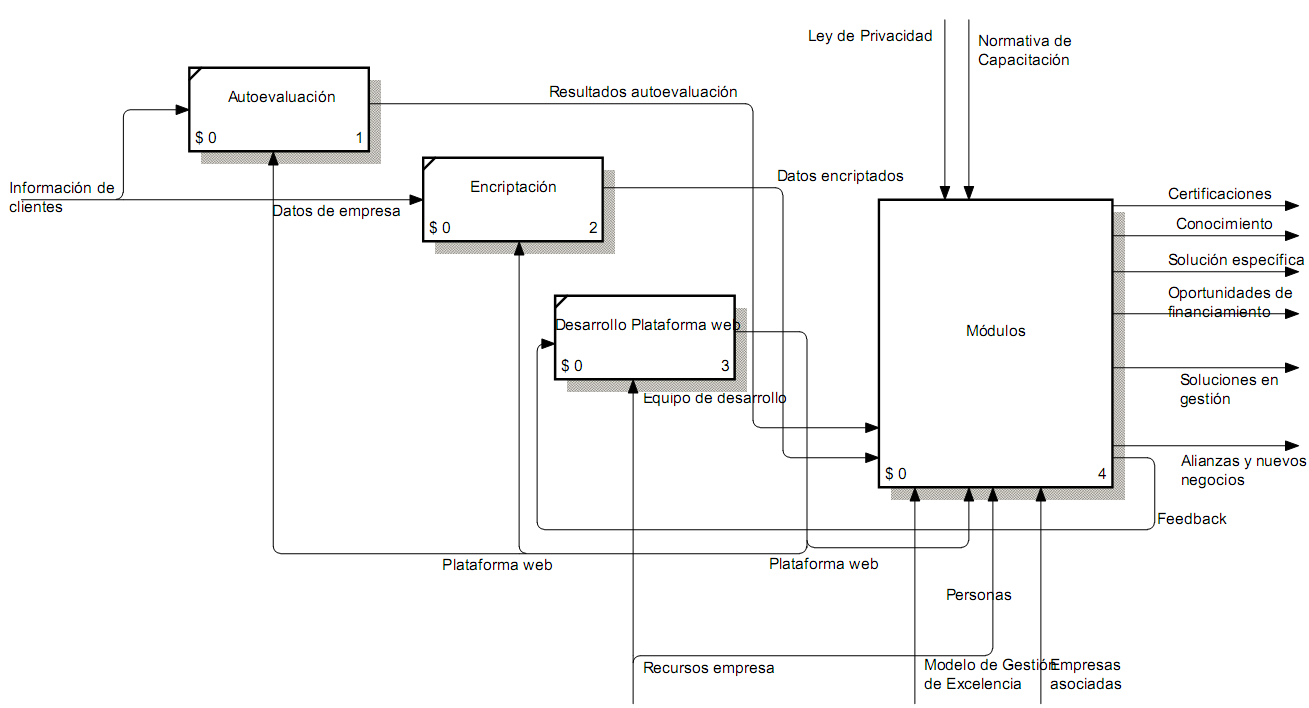 Ley de Privacidad
Normativa de
Capacitación
Autoevaluación
$ 0
1
Resultados autoevaluación
Encriptación
$ 0
2
Datos encriptados
Información de
clientes
Datos de empresa
Certificaciones
Conocimiento
Solución específica
Oportunidades de
financiamiento
Desarrollo Plataforma web
$ 0
3
Módulos
$ 0
4
Equipo de desarrollo
Soluciones en
gestión
Alianzas y nuevos
negocios
Feedback
Plataforma web
Plataforma web
Personas
Recursos empresa
Modelo de Gestión
de Excelencia
Empresas
asociadas